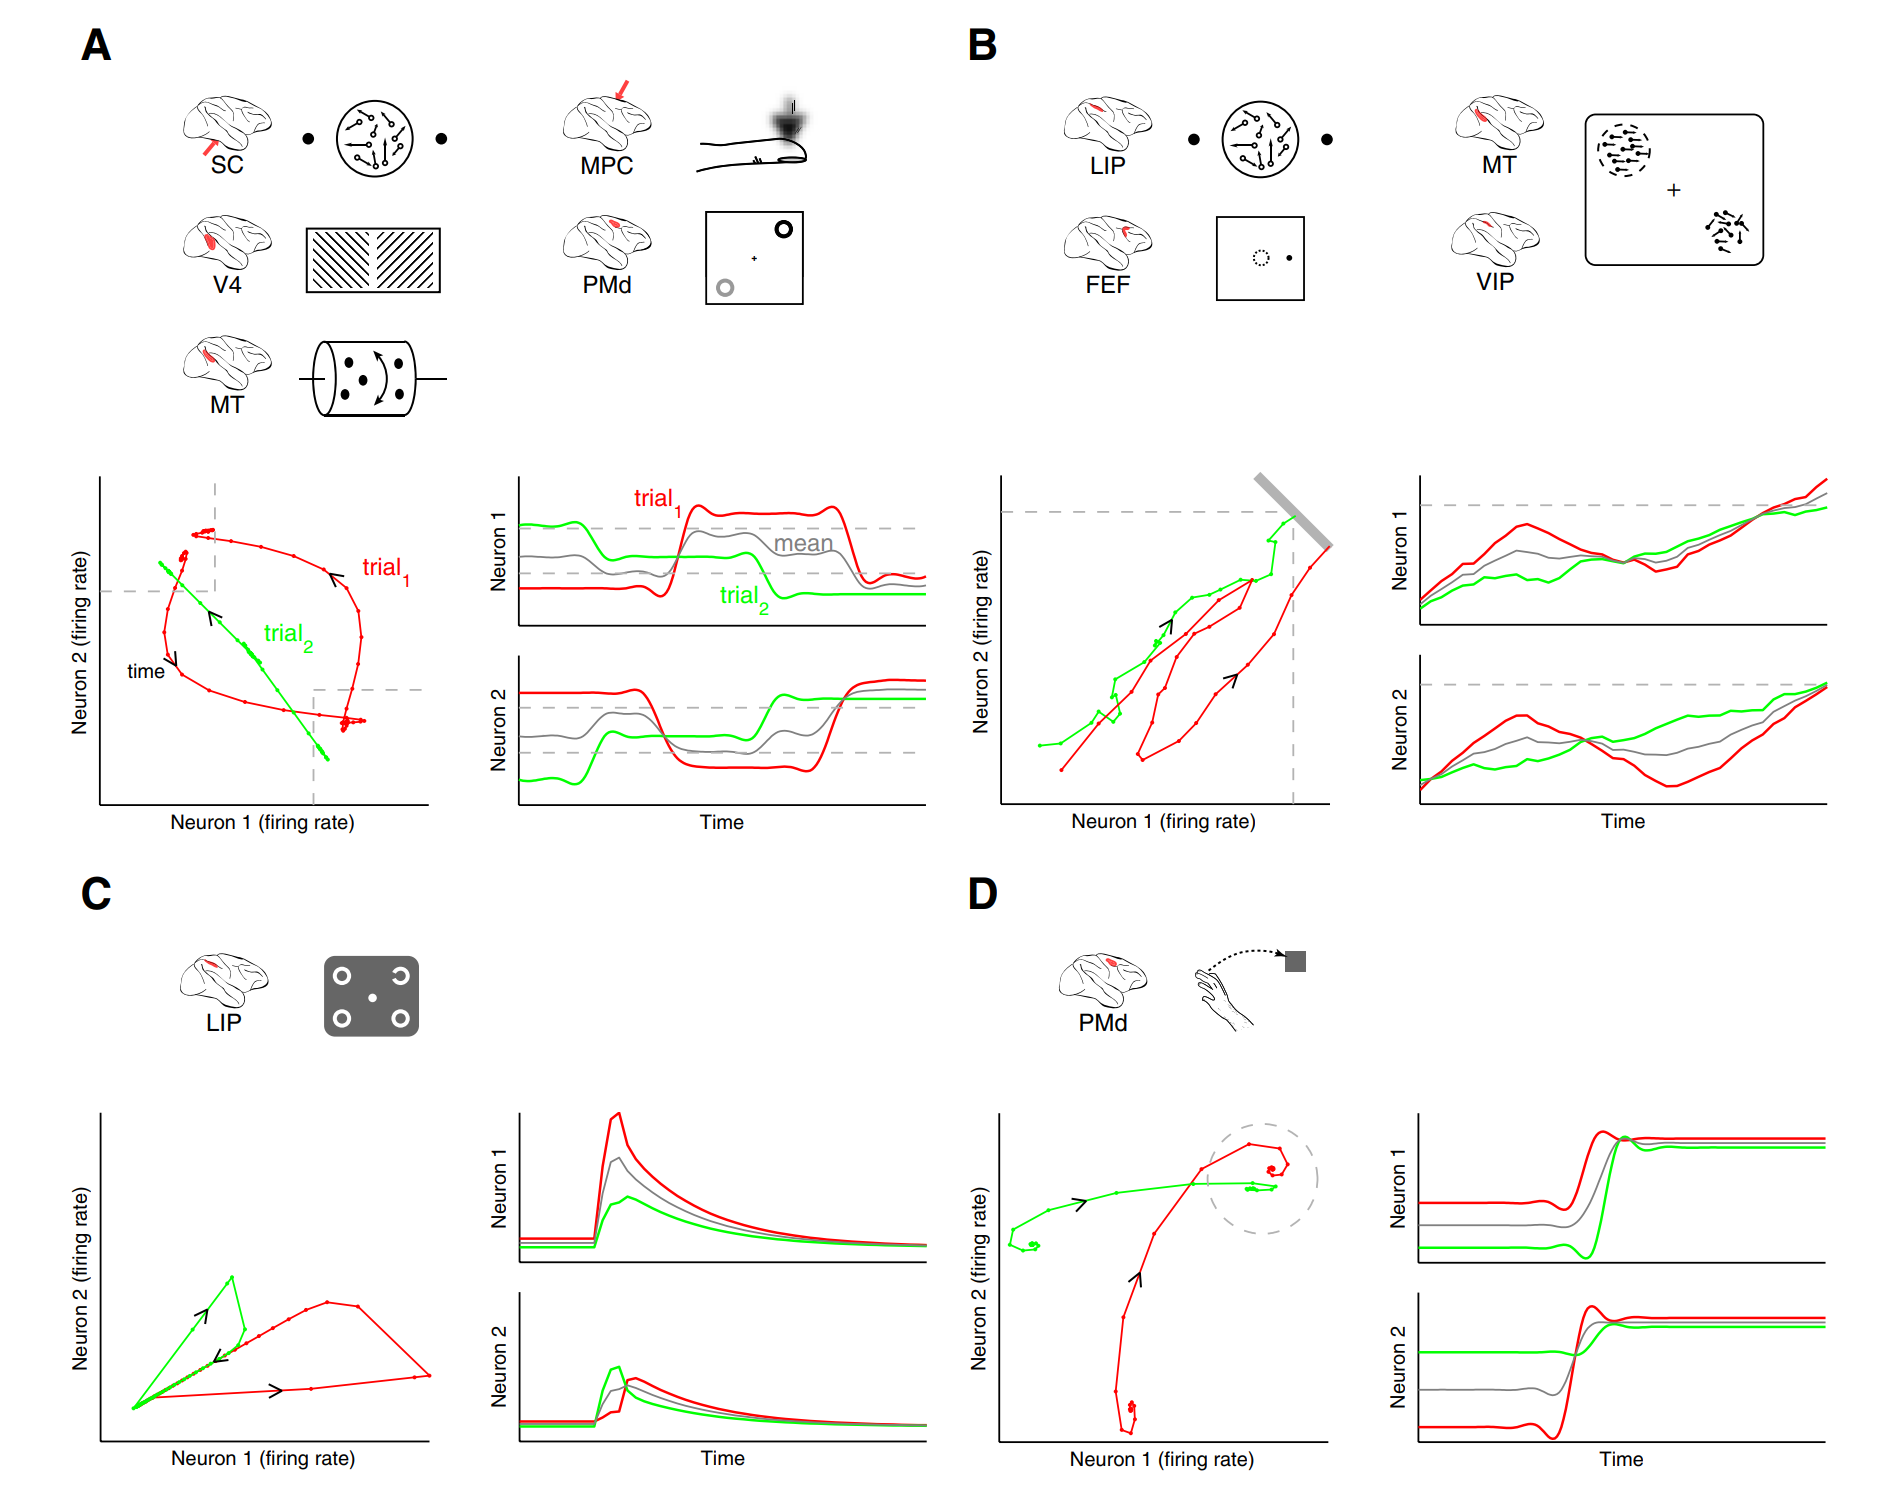 A
SC
MPC
V4
PMd
MT
Neuron 2 (firing rate)
trial1
trial2
time
Neuron 1 (firing rate)
Neuron 1
trial1
mean
trial2
Neuron 2
Time
B
LIP
MT
+
FEF
VIP
Neuron 2 (firing rate)
Neuron 1 (firing rate)
Neuron 1
Neuron 2
Time
C
LIP
Neuron 2 (firing rate)
Neuron 1 (firing rate)
Neuron 1
Neuron 2
Time
D
PMd
Neuron 2 (firing rate)
Neuron 1 (firing rate)
Neuron 1
Neuron 2
Time